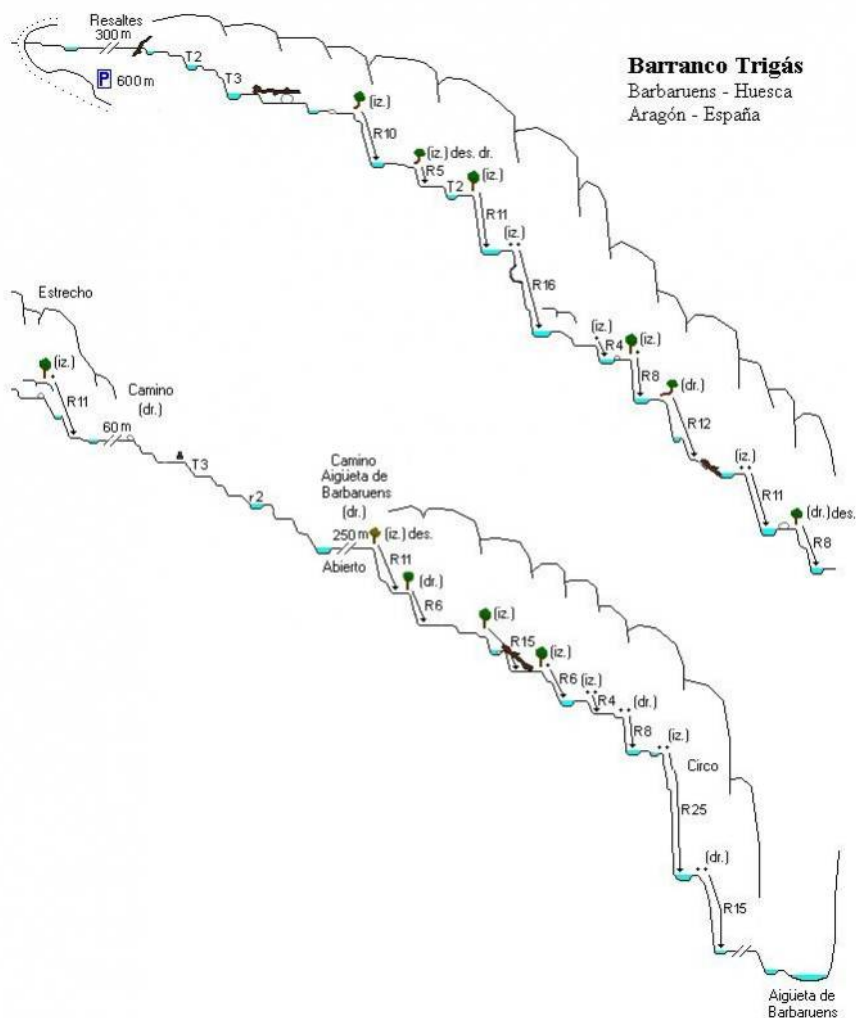 Barranco Trigás
Barbaruens - Huesca
Aragón - España
Resaltes
300 m
P 600 m
T2
T3
(iz.)
R10
(iz.) des. dr.
R5
T2
(iz.)
R11
(iz.)
R16
(iz.)
R4
(iz.)
R8
(dr.)
R12
(iz.)
R11
(dr.) des.
R8
Estrecho
(iz.)
R11
60 m
Camino
(dr.)
T3
r2
Camino
Aigüeta de
Barbaruens
(dr.)
250 m
Abierto
(iz.) des.
R11
(dr.)
R6
(iz.)
R15
(iz.)
R6
(iz.)
R4
(dr.)
R8
(iz.)
Circo
R25
(dr.)
R15
Aigüeta de
Barbaruens